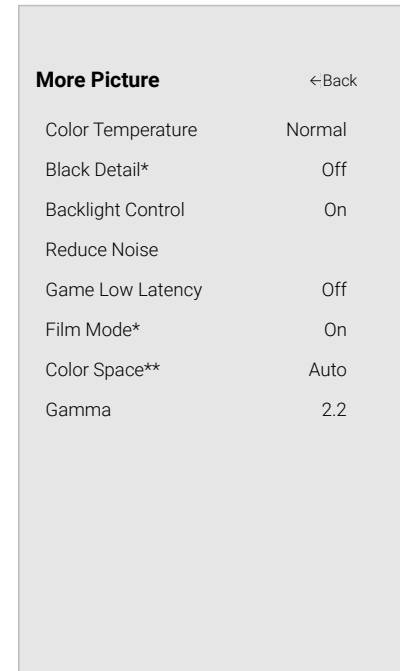 More Picture ←Back
Color Temperature Normal
Black Detail* Off
Backlight Control On
Reduce Noise
Game Low Latency Off
Film Mode* On
Color Space** Auto
Gamma 2.2